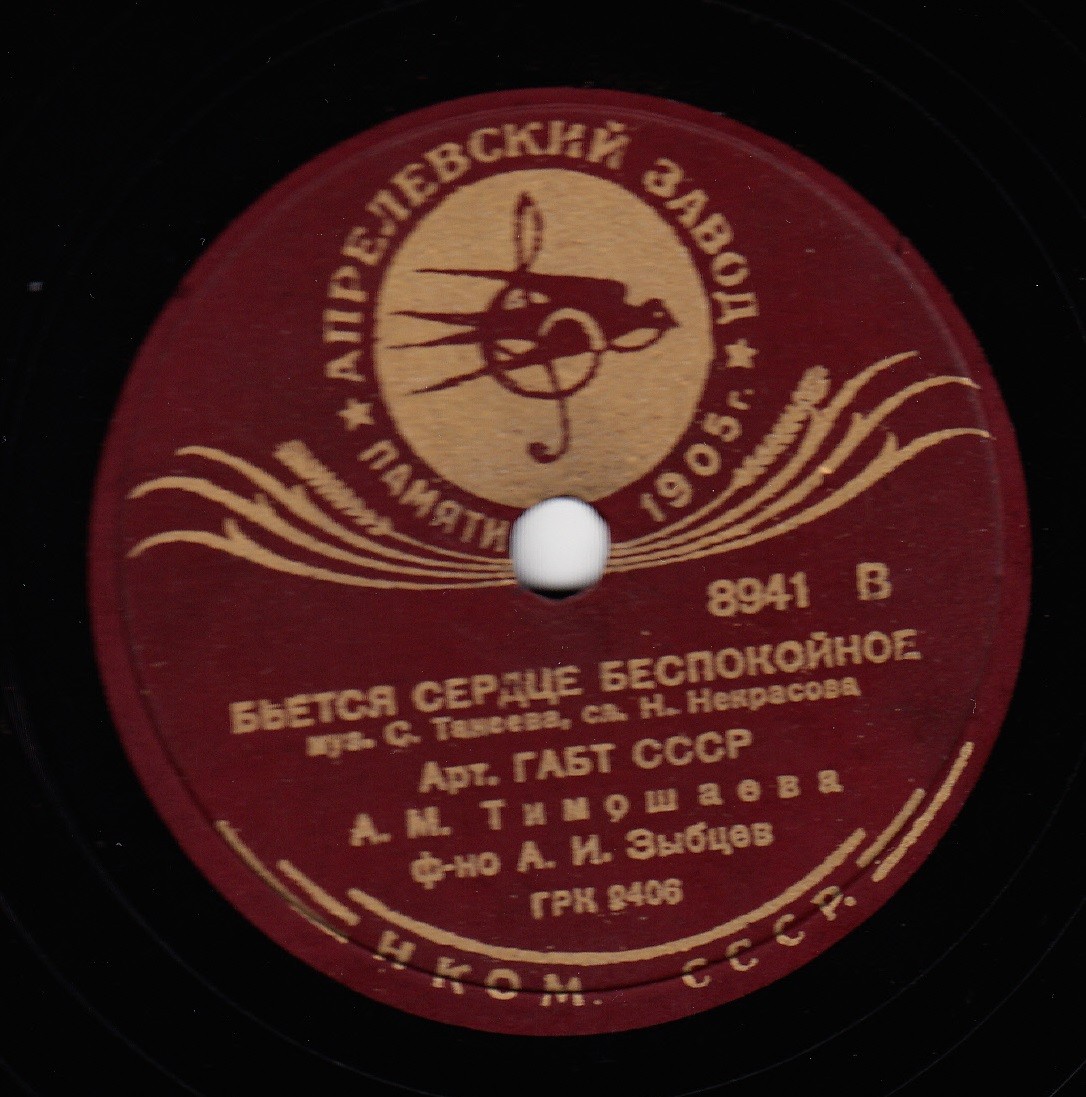 АПРЕЛЕВСКИЙ ЗАВОД
ПАМЯТИ 1905 г.
8941 В
БЬЕТСЯ СЕРДЦЕ БЕСПОКОЙНОЕ
муз. С. Танеева, сл. Н. Некрасова
Арт. ГАБТ СССР
А. М. Тимошаева
ф-но А. И. Зыбцев
ГРК 9406
НКОМ. СССР.